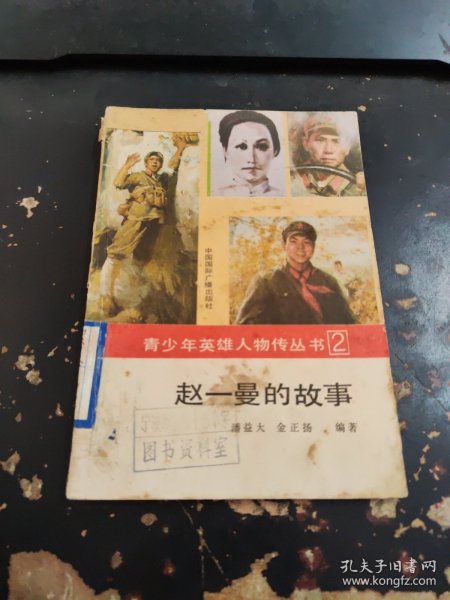 中国国际广播出版社
青少年英雄人物传丛书2
赵一曼的故事
潘益大 金正扬 编著
图书资料室
孔夫子旧书网
www.kongfz.com